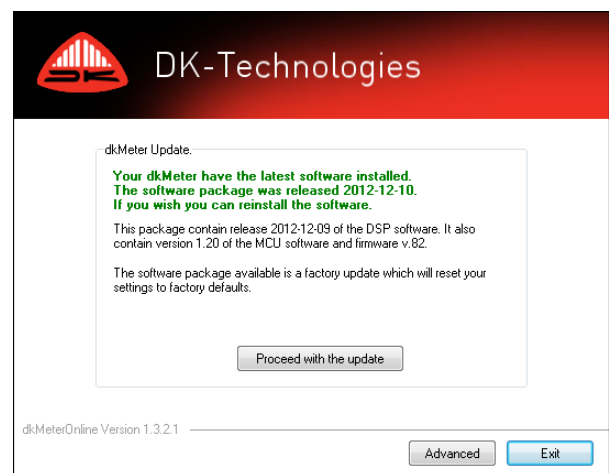 DK
DK-Technologies
dkMeter Update.
Your dkMeter have the latest software installed.
The software package was released 2012-12-10.
If you wish you can reinstall the software.
This package contain release 2012-12-09 of the DSP software. It also
contain version 1.20 of the MCU software and firmware v.82.
The software package available is a factory update which will reset your
settings to factory defaults.
Proceed with the update
dkMeterOnline Version 1.3.2.1
Advanced
Exit